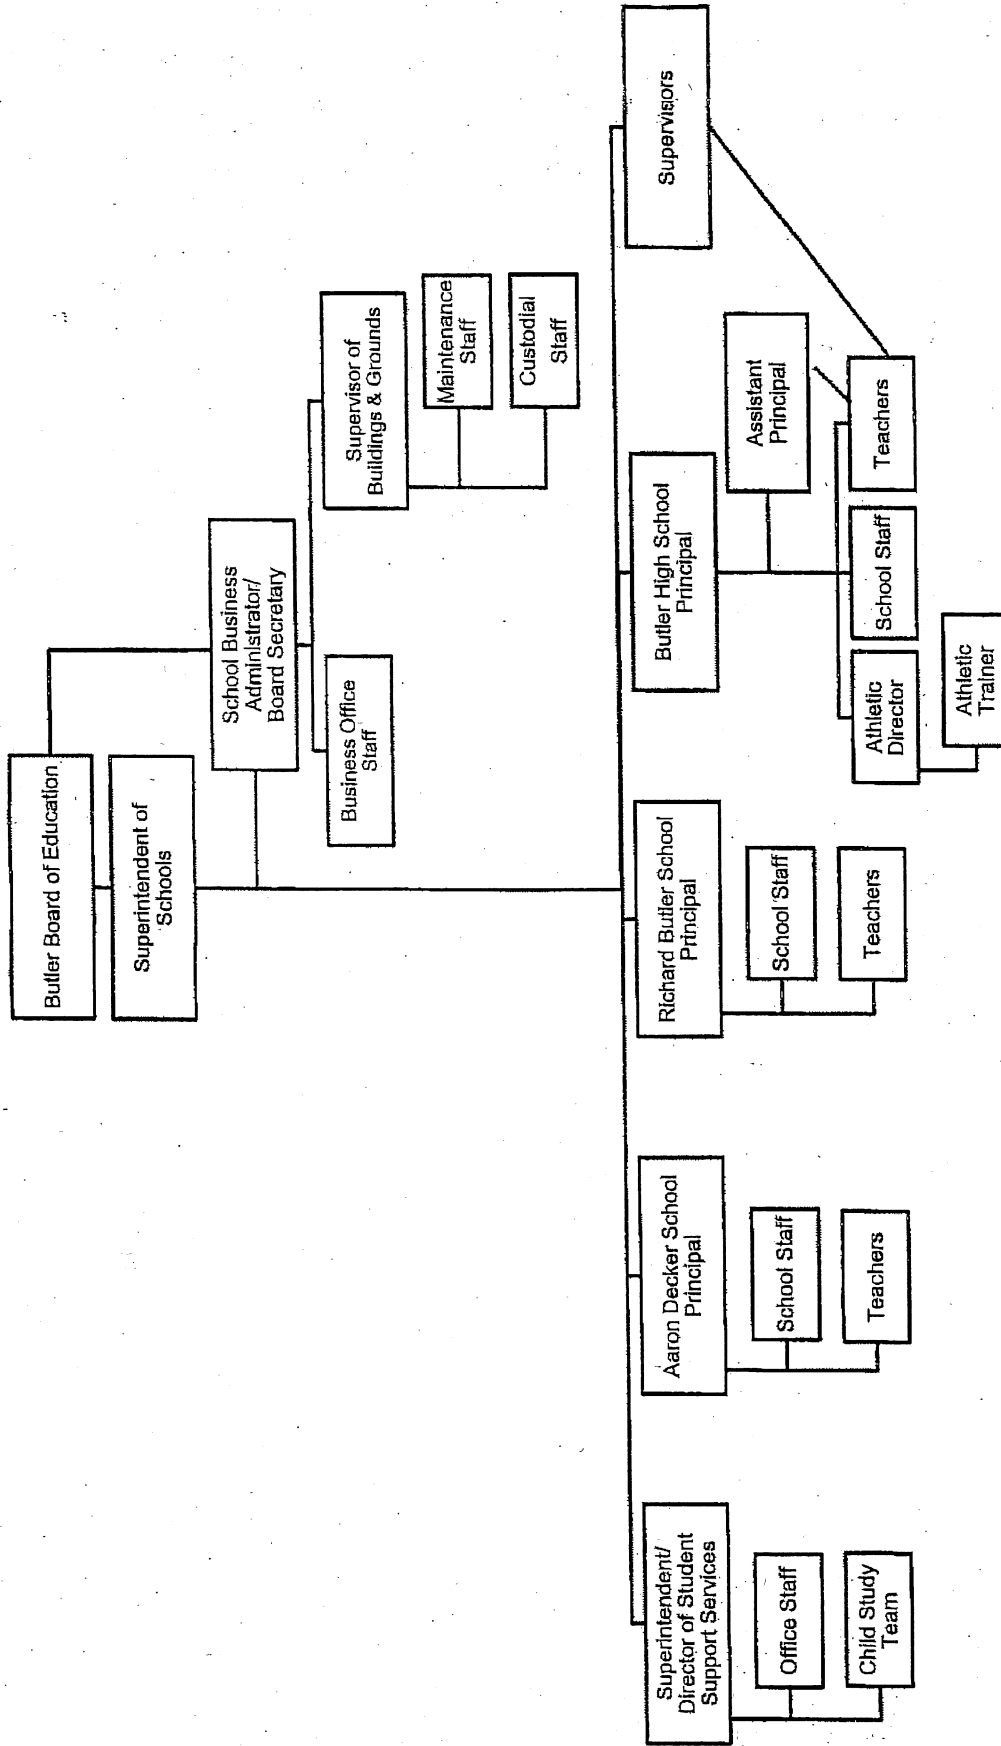 Butler Board of Education
Superintendent of
Schools
School Business
Administrator/
Board Secretary
Business Office
Staff
Supervisor of
Buildings & Grounds
Maintenance
Staff
Custodial
Staff
Superintendent/
Director of Student
Support Services
Office Staff
Child Study
Team
Aaron Decker School
Principal
School Staff
Teachers
Richard Butler School
Principal
School Staff
Teachers
Butler High School
Principal
Assistant
Principal
Athletic
Director
School Staff
Teachers
Athletic
Trainer
Supervisors